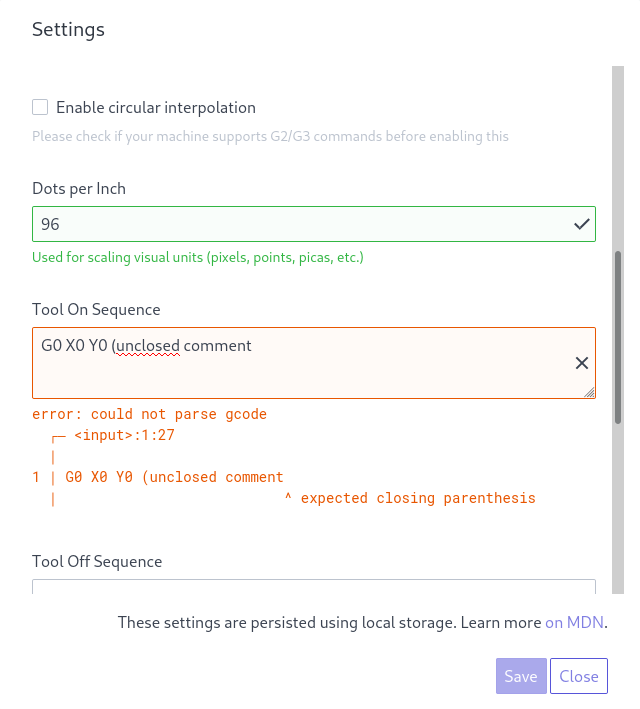 Settings
Enable circular interpolation
Please check if your machine supports G2/G3 commands before enabling this
Dots per Inch
96
Used for scaling visual units (pixels, points, picas, etc.)
Tool On Sequence
G0 X0 Y0 (unclosed comment
error: could not parse gcode
  ┌─ <input>:1:27
  |
1 | G0 X0 Y0 (unclosed comment
  |                           ^ expected closing parenthesis
Tool Off Sequence
These settings are persisted using local storage. Learn more on MDN.
Save Close